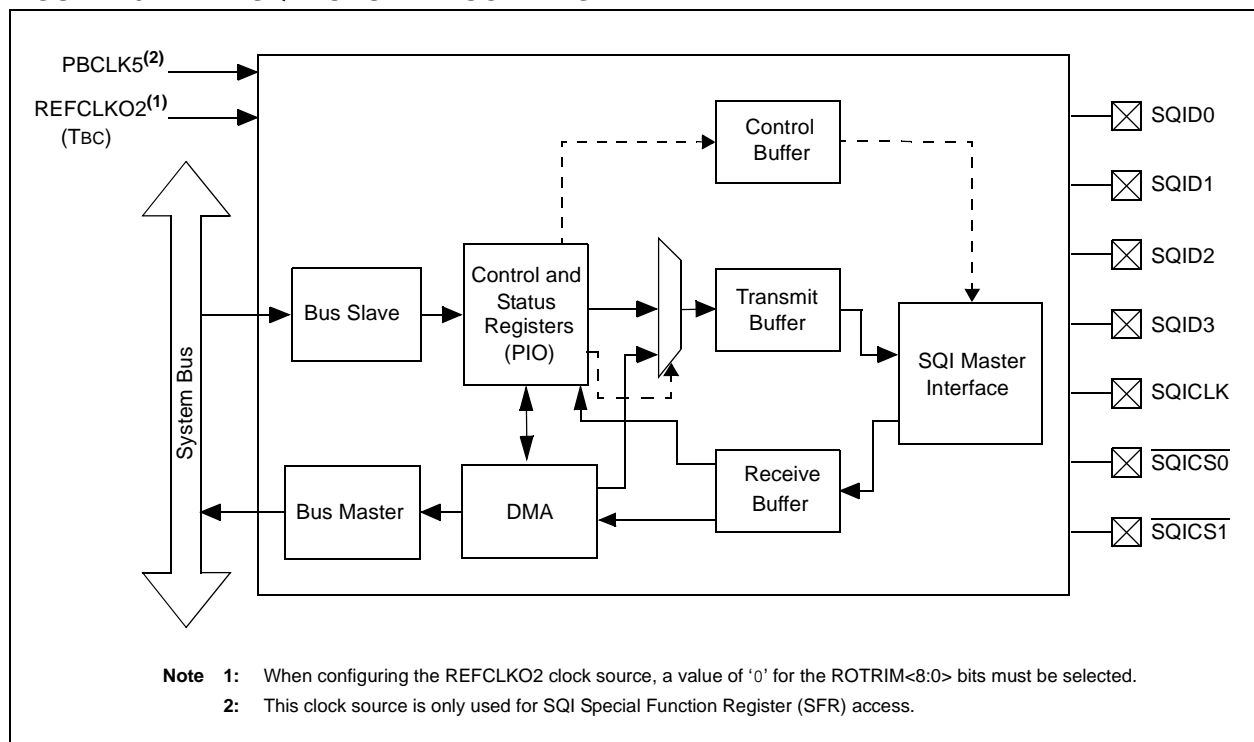 PBCLK5(2)
REFCLKO2(1)
(TBC)
System Bus
Bus Slave
Control and
Status
Registers
(PIO)
Bus Master
DMA
Control
Buffer
Transmit
Buffer
Receive
Buffer
SQI Master
Interface
SQID0
SQID1
SQID2
SQID3
SQICLK
SQICS0
SQICS1
Note 1: When configuring the REFCLKO2 clock source, a value of ‘0’ for the ROTRIM<8:0> bits must be selected.
2: This clock source is only used for SQI Special Function Register (SFR) access.